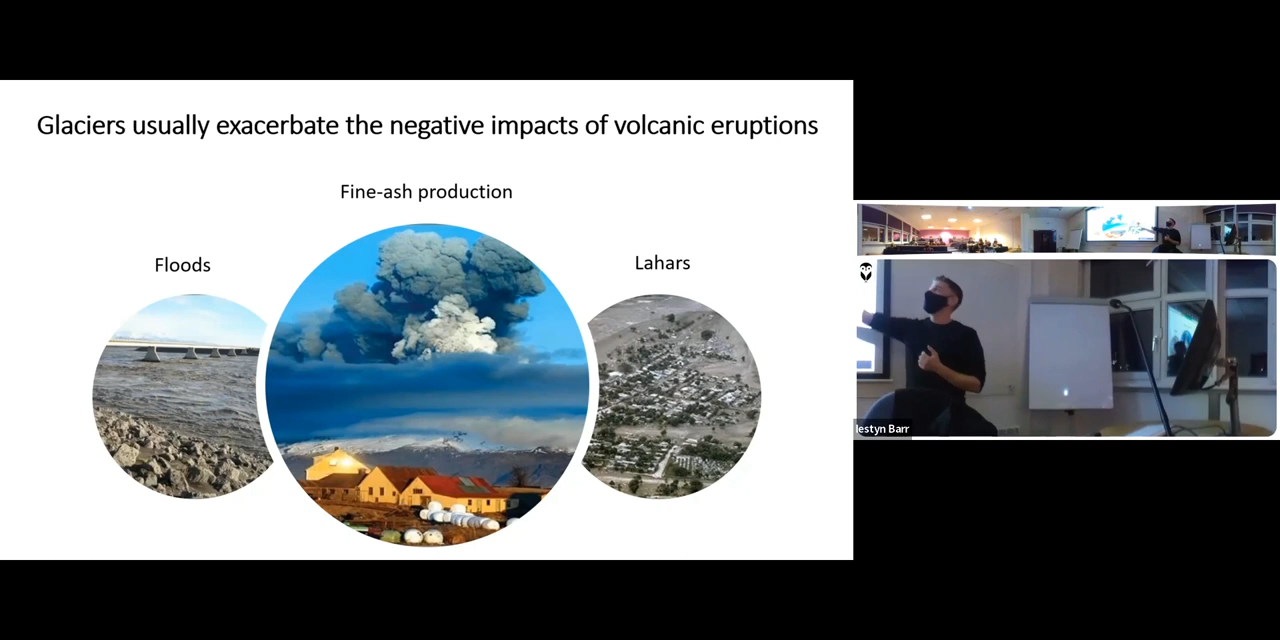 Glaciers usually exacerbate the negative impacts of volcanic eruptions
Fine-ash production
Floods
Lahars
Iestyn Barr